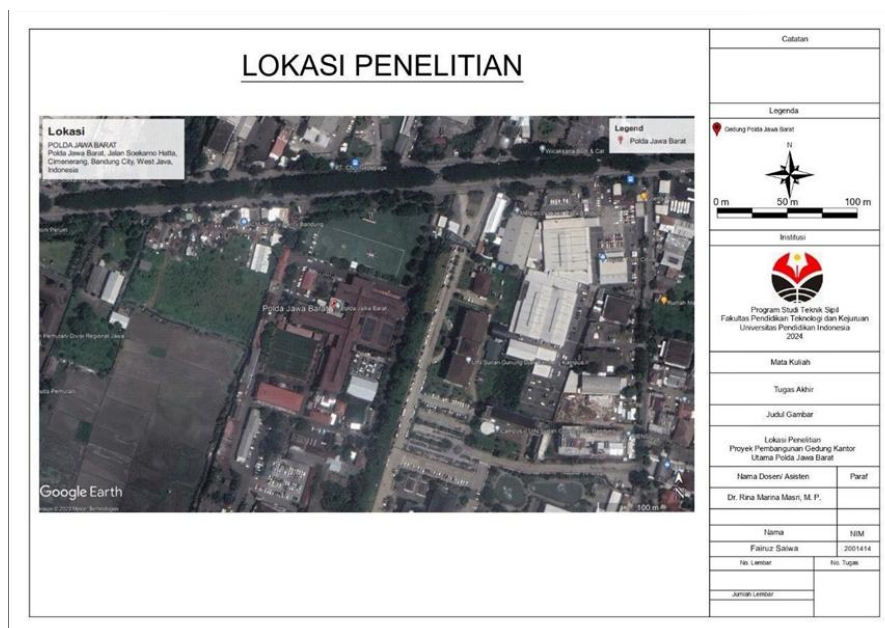 LOKASI PENELITIAN
Lokasi
POLDA JAWA BARAT
Polda Jawa Barat, Jalan Soekarno Hatta,
Cimenerang, Bandung City, West Java,
Indonesia
Legend
Polda Jawa Barat
Polda Jawa Barat
Polda Jawa Barat
Google Earth
100 m
Catatan
Legenda
Gedung Polda Jawa Barat
N
0 m 50 m 100 m
Institusi
Program Studi Teknik Sipil
Fakultas Pendidikan Teknologi dan Kejuruan
Universitas Pendidikan Indonesia
2024
Mata Kuliah
Tugas Akhir
Judul Gambar
Lokasi Penelitian
Proyek Pembangunan Gedung Kantor
Utama Polda Jawa Barat
Nama Dosen/ Asisten Paraf
Dr. Rina Marina Masri, M. P.
Nama NIM
Fairuz Salwa 2001414
No. Lembar No. Tugas
Jumlah Lembar